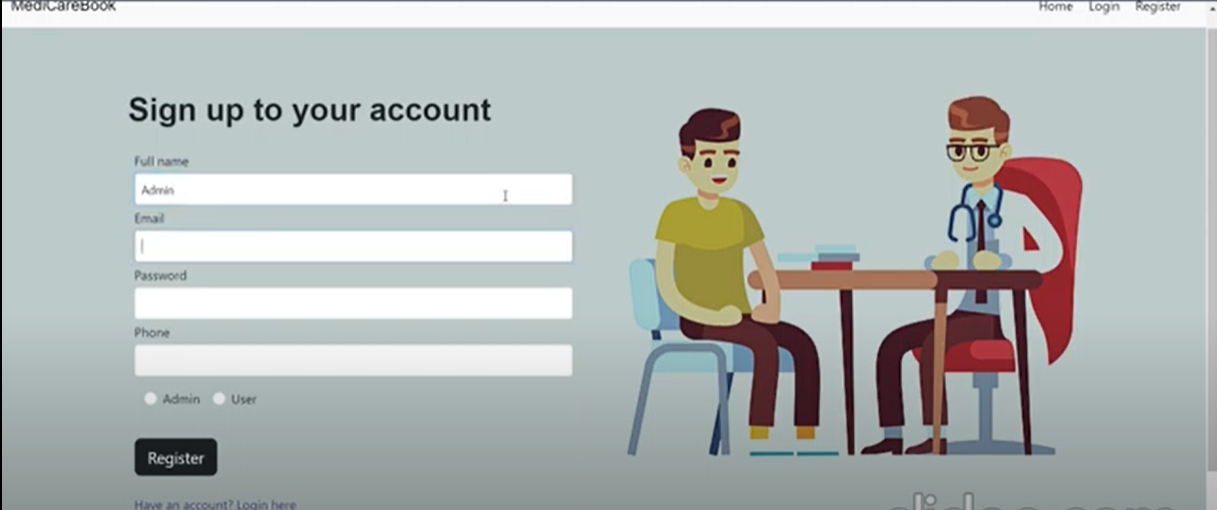 MediCareBook
Home Login Register
Sign up to your account
Full name
Admin
Email
Password
Phone
Admin User
Register
Have an account? Login here